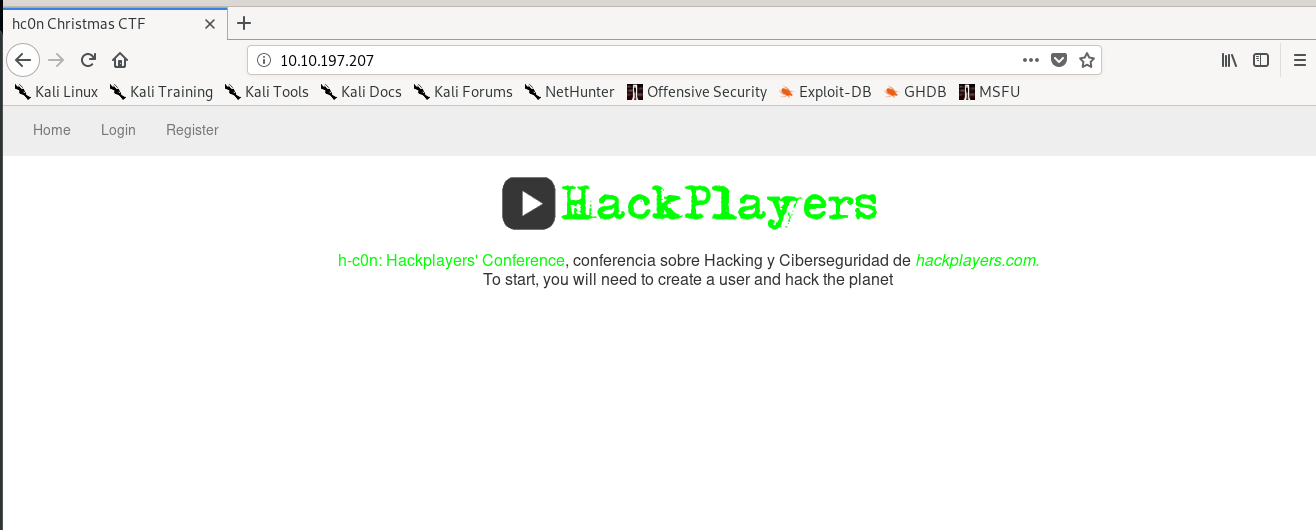 hc0n Christmas CTF
10.10.197.207
Kali Linux Kali Training Kali Tools Kali Docs Kali Forums NetHunter Offensive Security Exploit-DB GHDB MSFU
Home Login Register
HackPlayers
h-c0n: Hackplayers' Conference, conferencia sobre Hacking y Ciberseguridad de hackplayers.com.
To start, you will need to create a user and hack the planet